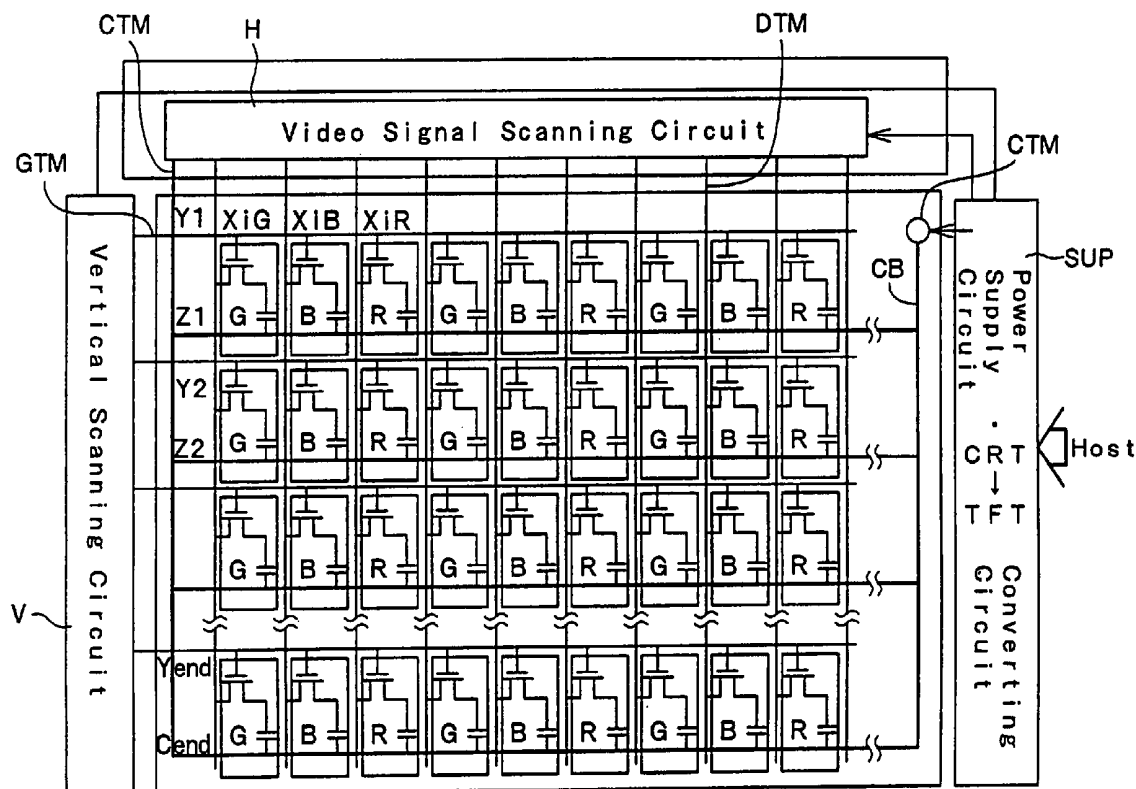 CTM
H
DTM
Video Signal Scanning Circuit
GTM
CTM
Y1 XiG XiB XiR
CB
SUP
Z1 G B R G B R G B R
Y2
Z2 G B R G B R G B R
G B R G B R G B R
V
Yend
Cend G B R G B R G B R
Vertical Scanning Circuit
Power Supply Circuit
·
CRT
→
TFT
Converting Circuit
Host